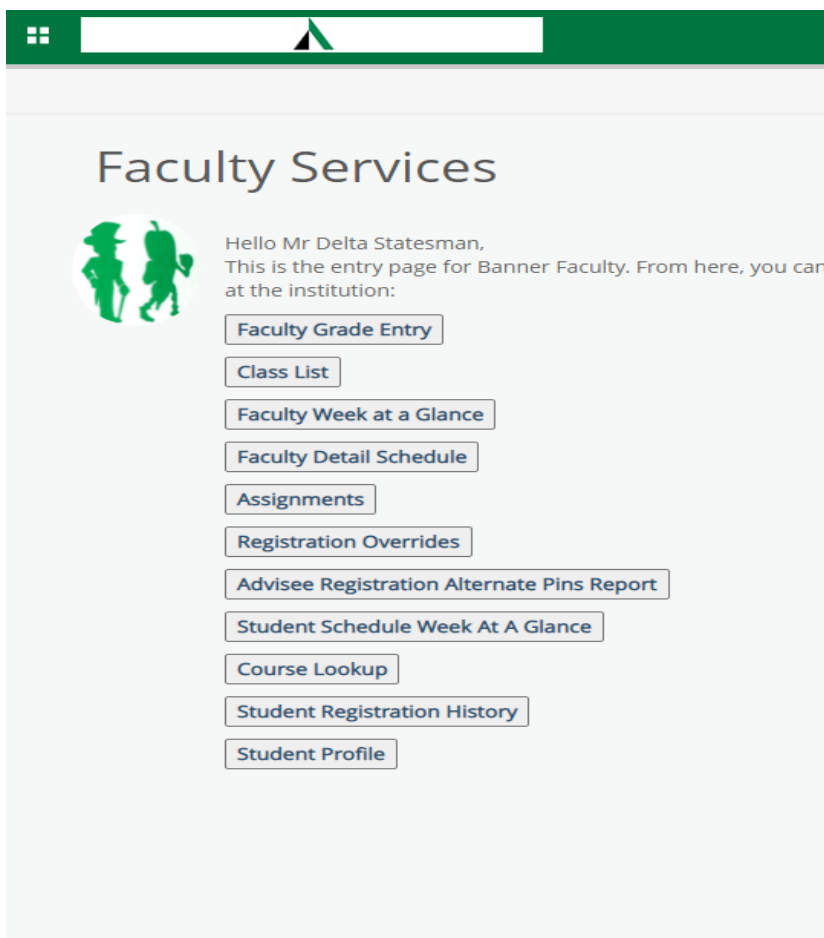 Faculty Services
Hello Mr Delta Statesman,
This is the entry page for Banner Faculty. From here, you can
at the institution:
Faculty Grade Entry
Class List
Faculty Week at a Glance
Faculty Detail Schedule
Assignments
Registration Overrides
Advisee Registration Alternate Pins Report
Student Schedule Week At A Glance
Course Lookup
Student Registration History
Student Profile